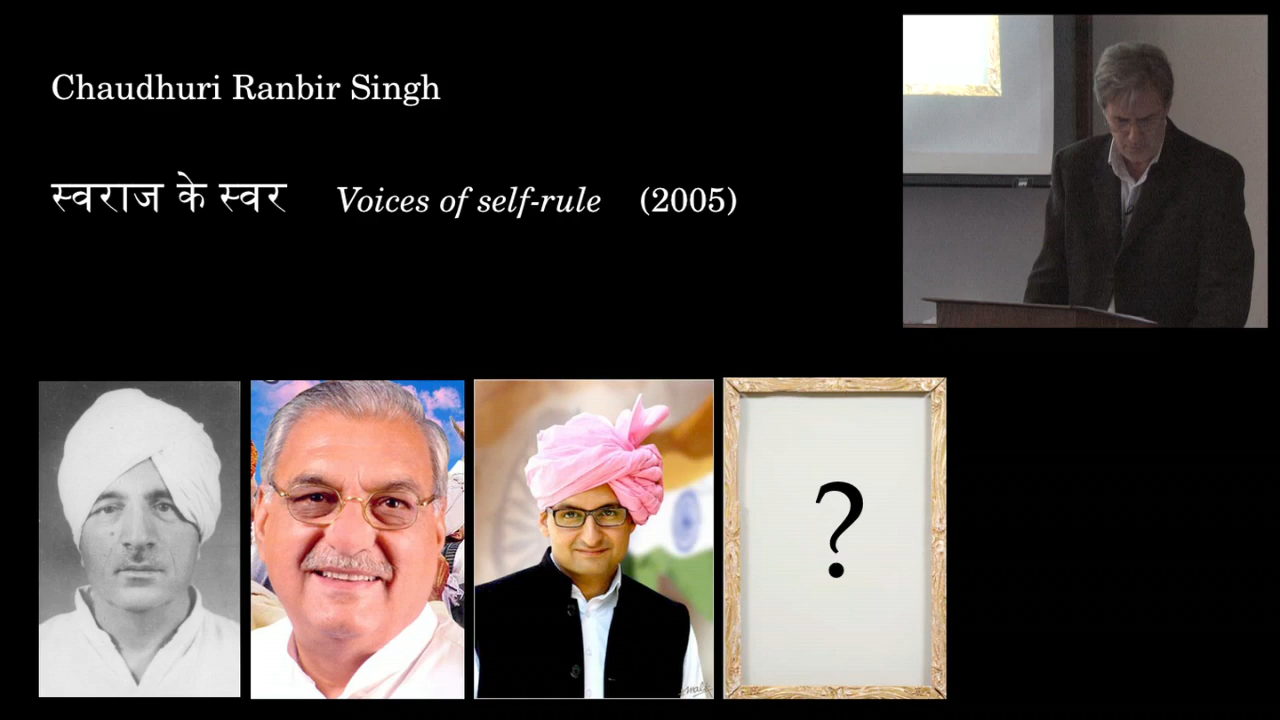 Chaudhuri Ranbir Singh
स्वराज के स्वर Voices of self-rule (2005)
?